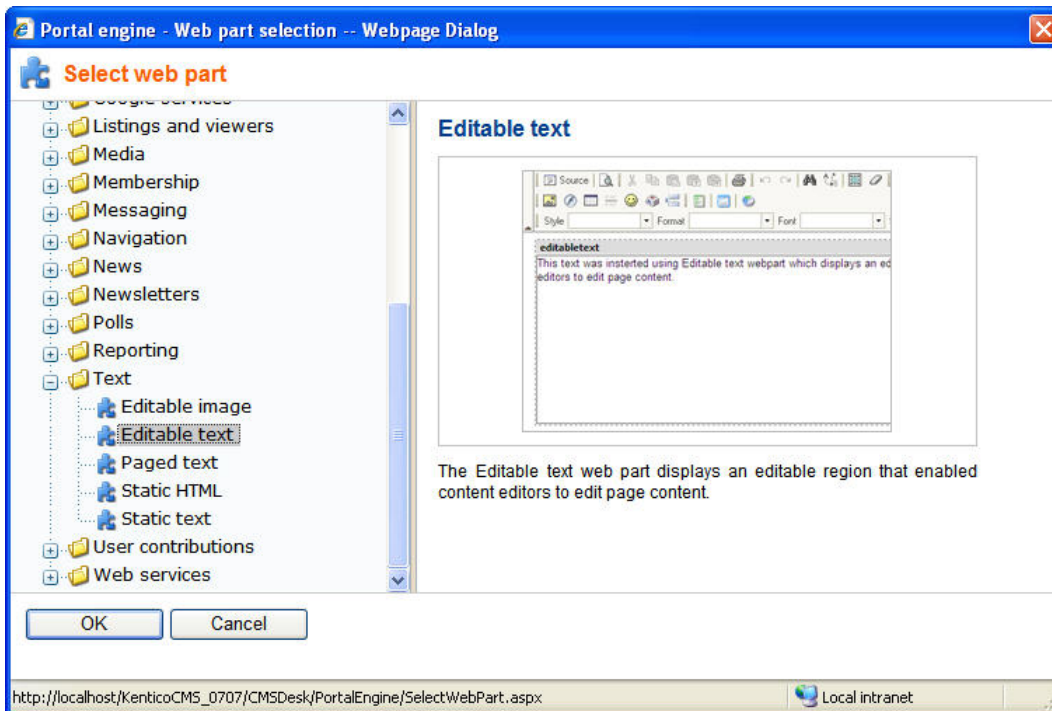 Portal engine - Web part selection -- Webpage Dialog
Select web part
Google services
Listings and viewers
Media
Membership
Messaging
Navigation
News
Newsletters
Polls
Reporting
Text
Editable image
Editable text
Paged text
Static HTML
Static text
User contributions
Web services
Editable text
Source
Style Format Font
editabletext
This text was insterted using Editable text webpart which displays an ed
editors to edit page content.
The Editable text web part displays an editable region that enabled
content editors to edit page content.
OK Cancel
http://localhost/KenticoCMS_0707/CMSDesk/PortalEngine/SelectWebPart.aspx Local intranet